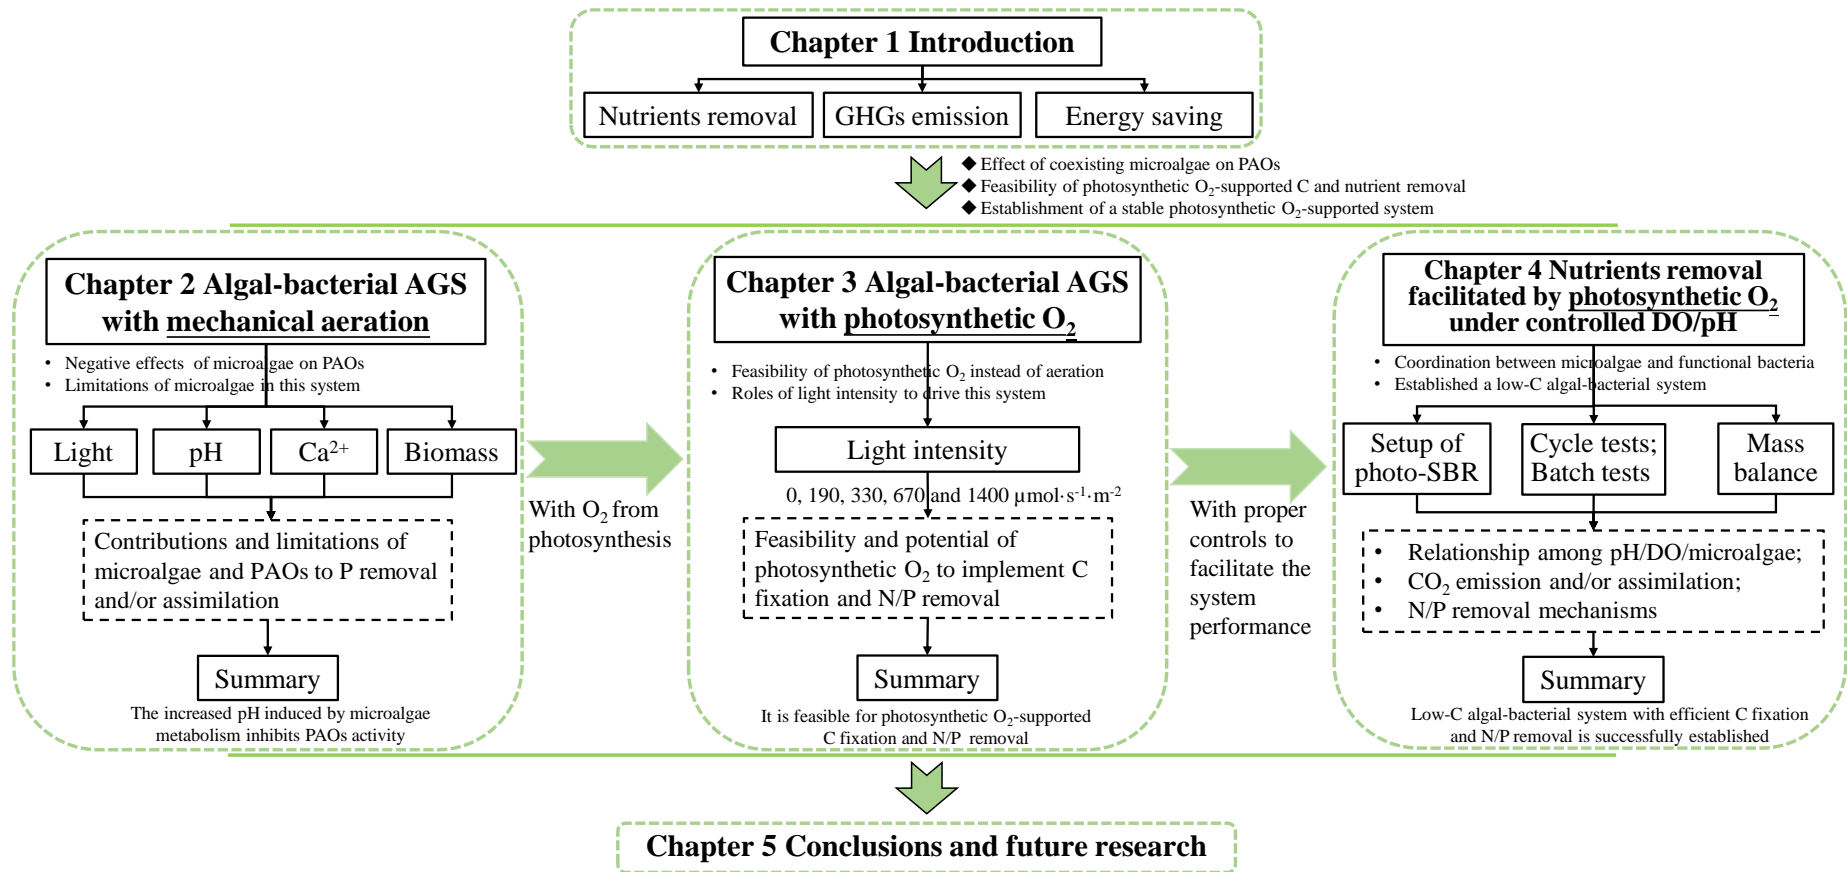 Chapter 1 Introduction
Nutrients removal
GHGs emission
Energy saving
◆ Effect of coexisting microalgae on PAOs
◆ Feasibility of photosynthetic O₂-supported C and nutrient removal
◆ Establishment of a stable photosynthetic O₂-supported system
Chapter 2 Algal-bacterial AGS
with mechanical aeration
• Negative effects of microalgae on PAOs
• Limitations of microalgae in this system
Light
pH
Ca²⁺
Biomass
Contributions and limitations of
microalgae and PAOs to P removal
and/or assimilation
Summary
The increased pH induced by microalgae
metabolism inhibits PAOs activity
With O₂ from
photosynthesis
Chapter 3 Algal-bacterial AGS
with photosynthetic O₂
• Feasibility of photosynthetic O₂ instead of aeration
• Roles of light intensity to drive this system
Light intensity
0, 190, 330, 670 and 1400 μmol·s⁻¹·m⁻²
Feasibility and potential of
photosynthetic O₂ to implement C
fixation and N/P removal
Summary
It is feasible for photosynthetic O₂-supported
C fixation and N/P removal
With proper
controls to
facilitate the
system
performance
Chapter 4 Nutrients removal
facilitated by photosynthetic O₂
under controlled DO/pH
• Coordination between microalgae and functional bacteria
• Established a low-C algal-bacterial system
Setup of
photo-SBR
Cycle tests;
Batch tests
Mass
balance
• Relationship among pH/DO/microalgae;
• CO₂ emission and/or assimilation;
• N/P removal mechanisms
Summary
Low-C algal-bacterial system with efficient C fixation
and N/P removal is successfully established
Chapter 5 Conclusions and future research